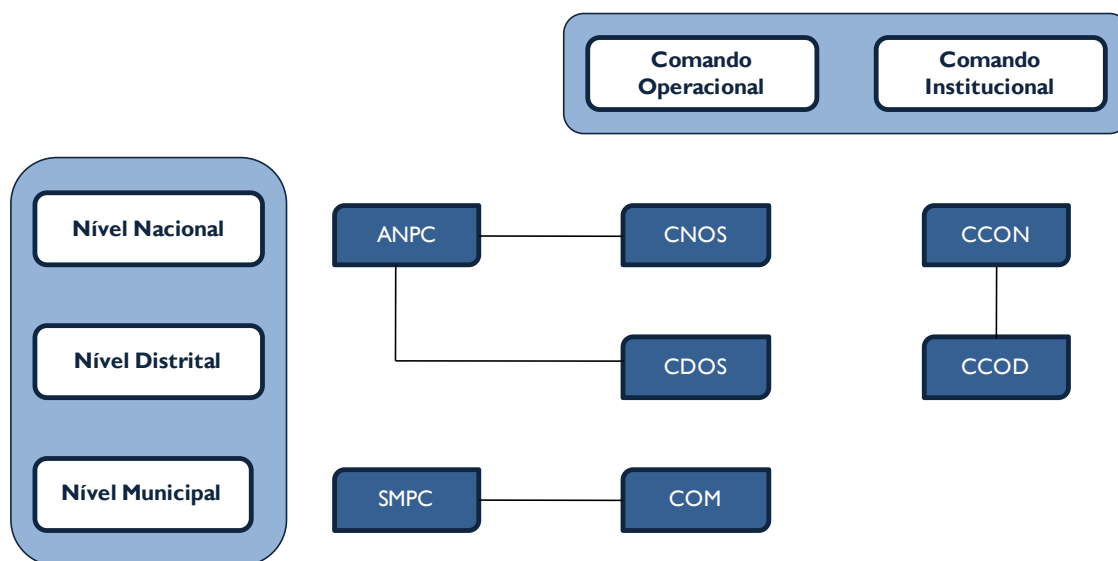 Comando
Operacional
Comando
Institucional
Nível Nacional
ANPC
CNOS
CCON
Nível Distrital
CDOS
CCOD
Nível Municipal
SMPC
COM